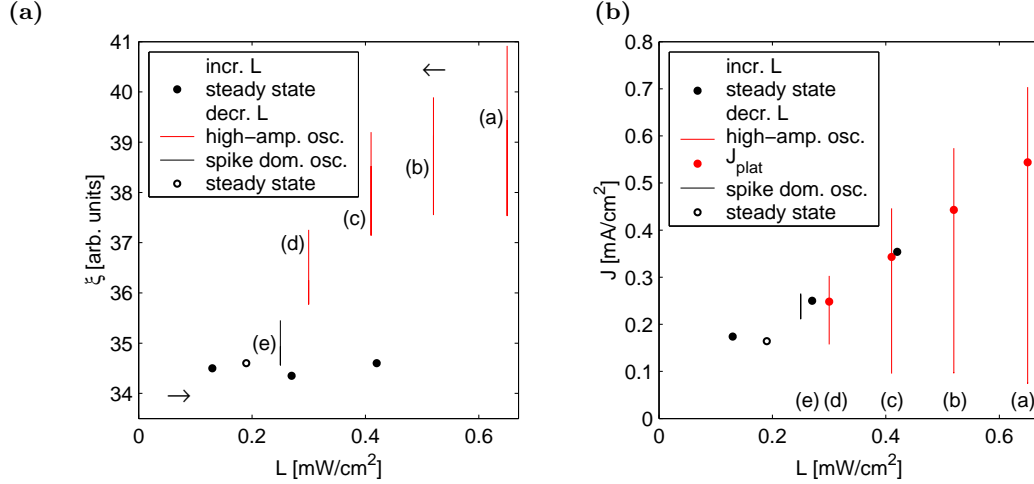 (a)
ξ [arb. units]
41
40
39
38
37
36
35
34
0
0.2
0.4
0.6
L [mW/cm²]
incr. L
steady state
decr. L
high−amp. osc.
spike dom. osc.
steady state
←
(a)
(b)
(c)
(d)
(e)
→
(b)
J [mA/cm²]
0.8
0.7
0.6
0.5
0.4
0.3
0.2
0.1
0
0
0.2
0.4
0.6
L [mW/cm²]
incr. L
steady state
decr. L
high−amp. osc.
J_plat
spike dom. osc.
steady state
(e) (d) (c) (b) (a)